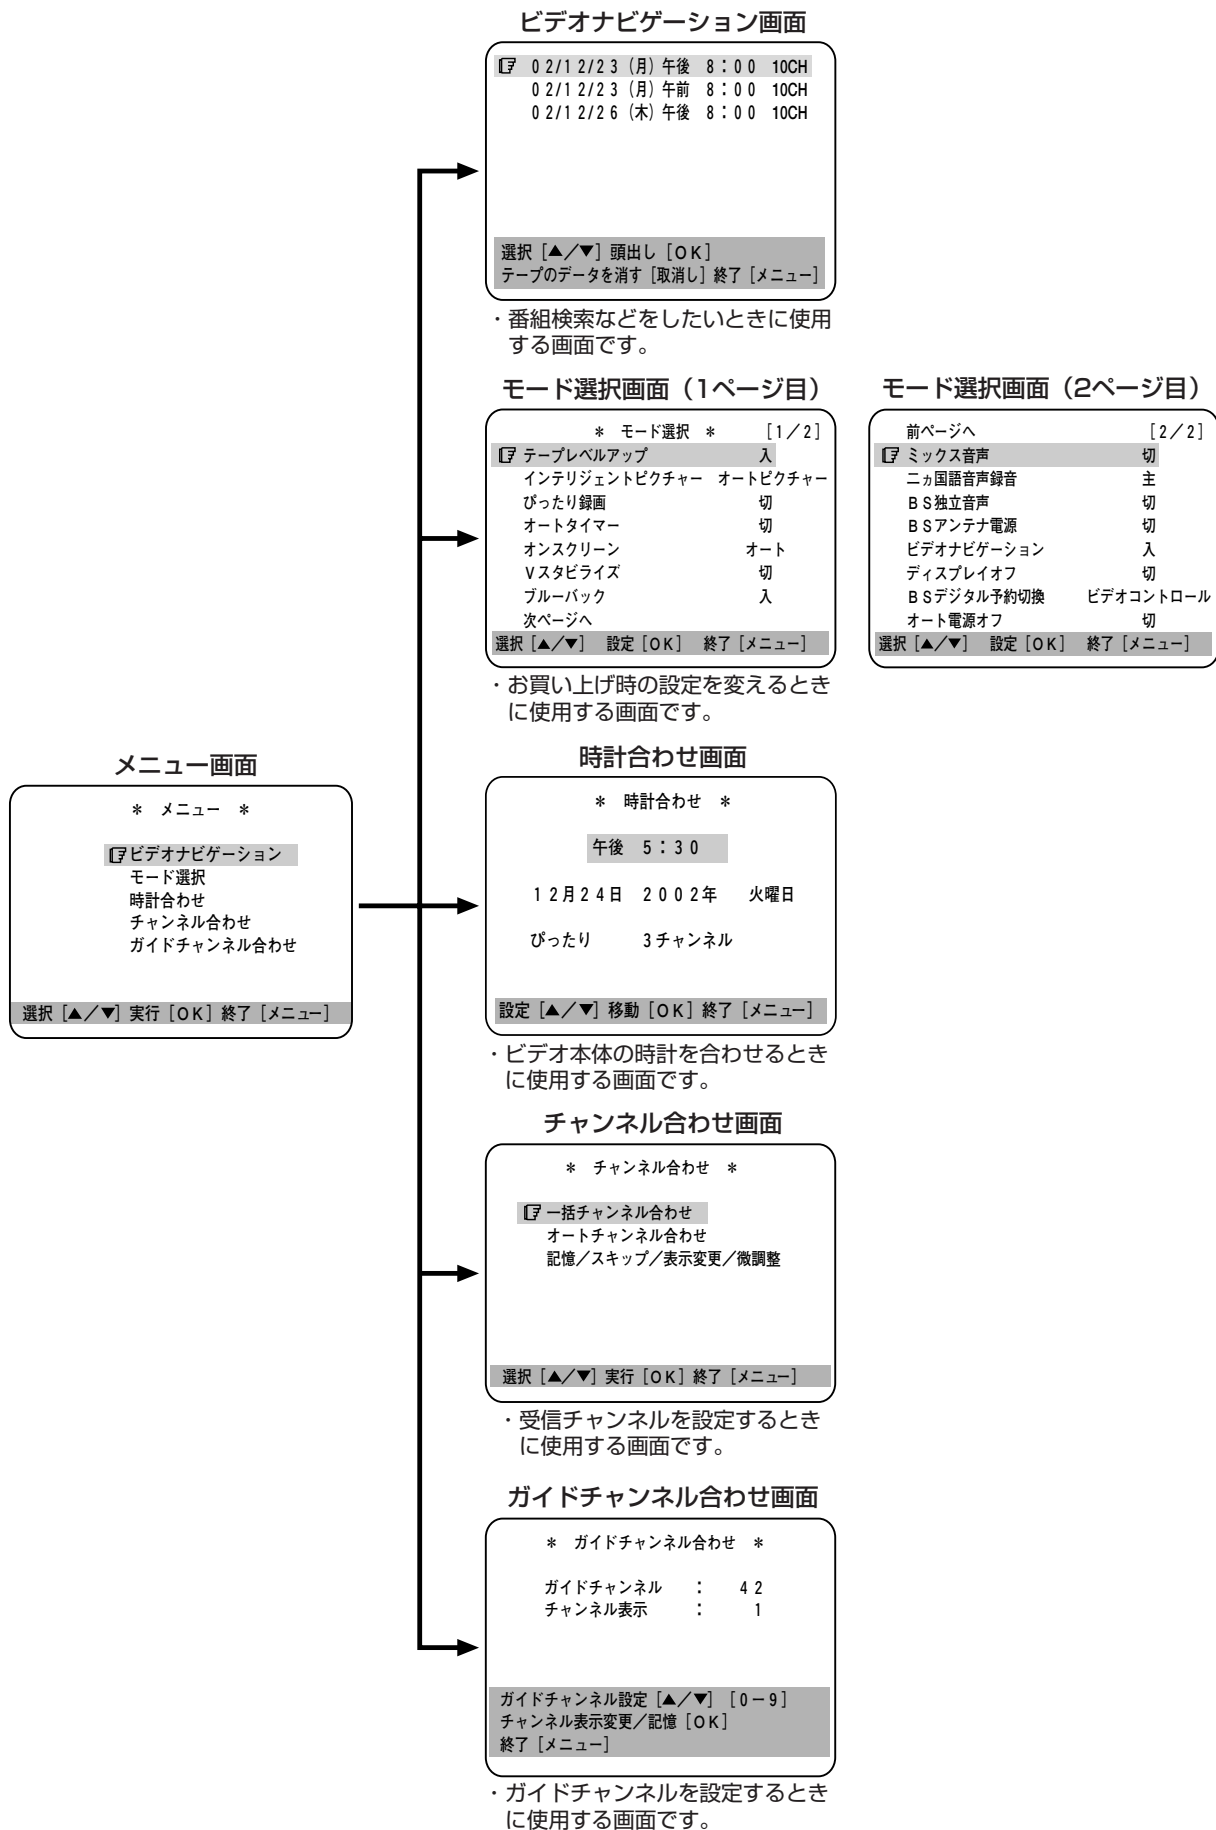 ビデオナビゲーション画面
02/12/23(月)午後 8:00 10CH
02/12/23(月)午前 8:00 10CH
02/12/26(木)午後 8:00 10CH
選択[▲/▼]頭出し[OK]
テープのデータを消す[取消し]終了[メニュー]
・番組検索などをしたいときに使用
する画面です。
モード選択画面(1ページ目)
* モード選択 * [1/2]
テープレベルアップ 入
インテリジェントピクチャー オートピクチャー
ぴったり録画 切
オートタイマー 切
オンスクリーン オート
Vスタビライズ 切
ブルーバック 入
次ページへ
選択[▲/▼] 設定[OK] 終了[メニュー]
・お買い上げ時の設定を変えるとき
に使用する画面です。
モード選択画面(2ページ目)
前ページへ [2/2]
ミックス音声 切
二ヵ国語音声録音 主
BS独立音声 切
BSアンテナ電源 切
ビデオナビゲーション 入
ディスプレイオフ 切
BSデジタル予約切換 ビデオコントロール
オート電源オフ 切
選択[▲/▼] 設定[OK] 終了[メニュー]
メニュー画面
* メニュー *
ビデオナビゲーション
モード選択
時計合わせ
チャンネル合わせ
ガイドチャンネル合わせ
選択[▲/▼]実行[OK]終了[メニュー]
時計合わせ画面
* 時計合わせ *
午後 5:30
12月24日 2002年 火曜日
ぴったり 3チャンネル
設定[▲/▼]移動[OK]終了[メニュー]
・ビデオ本体の時計を合わせるとき
に使用する画面です。
チャンネル合わせ画面
* チャンネル合わせ *
一括チャンネル合わせ
オートチャンネル合わせ
記憶/スキップ/表示変更/微調整
選択[▲/▼]実行[OK]終了[メニュー]
・受信チャンネルを設定するとき
に使用する画面です。
ガイドチャンネル合わせ画面
* ガイドチャンネル合わせ *
ガイドチャンネル : 42
チャンネル表示 : 1
ガイドチャンネル設定[▲/▼] [0-9]
チャンネル表示変更/記憶[OK]
終了[メニュー]
・ガイドチャンネルを設定するとき
に使用する画面です。